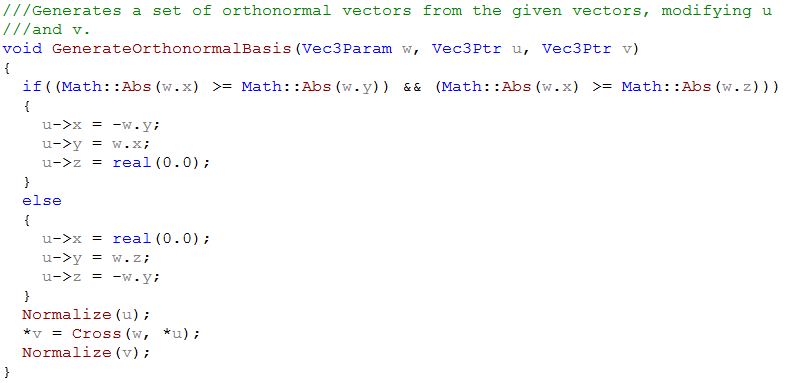 ///Generates a set of orthonormal vectors from the given vectors, modifying u
///and v.
void GenerateOrthonormalBasis(Vec3Param w, Vec3Ptr u, Vec3Ptr v)
{
  if((Math::Abs(w.x) >= Math::Abs(w.y)) && (Math::Abs(w.x) >= Math::Abs(w.z)))
  {
    u->x = -w.y;
    u->y = w.x;
    u->z = real(0.0);
  }
  else
  {
    u->x = real(0.0);
    u->y = w.z;
    u->z = -w.y;
  }
  Normalize(u);
  *v = Cross(w, *u);
  Normalize(v);
}